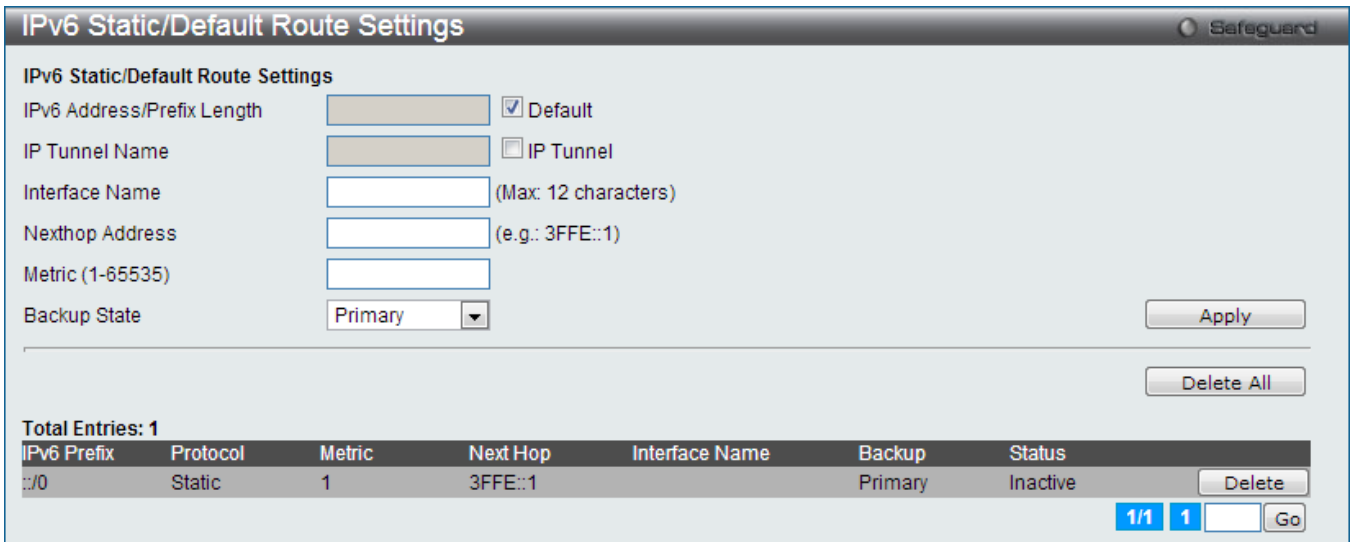 IPv6 Static/Default Route Settings
Safeguard
IPv6 Static/Default Route Settings
IPv6 Address/Prefix Length Default
IP Tunnel Name IP Tunnel
Interface Name (Max: 12 characters)
Nexthop Address (e.g.: 3FFE::1)
Metric (1-65535)
Backup State Primary Apply
Delete All
Total Entries: 1
IPv6 Prefix Protocol Metric Next Hop Interface Name Backup Status
::/0 Static 1 3FFE::1 Primary Inactive Delete
1/1 1 Go